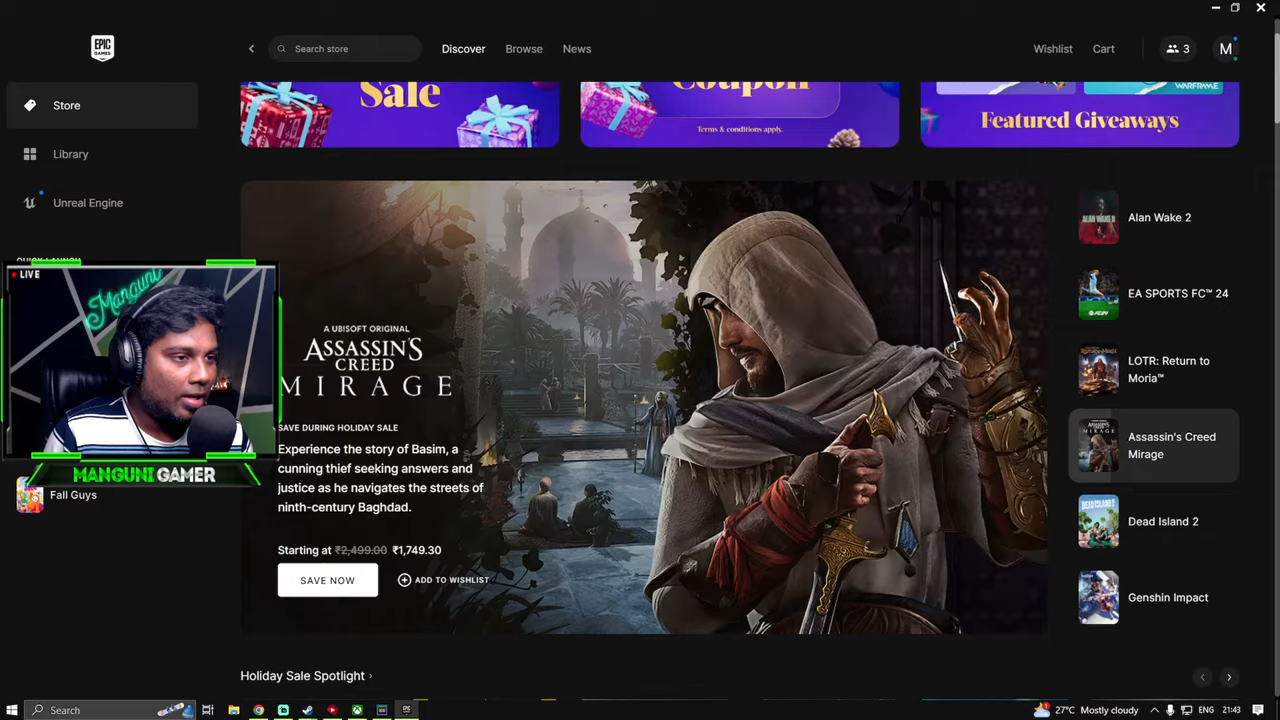 EPIC
GAMES
Search store
Discover
Browse
News
Wishlist
Cart
3
M
Store
Library
Unreal Engine
Sale
Coupon
Terms & conditions apply.
WARFRAME
Featured Giveaways
QUICK LAUNCH
LIVE
Manguni
MANGUNI GAMER
Fall Guys
A UBISOFT ORIGINAL
ASSASSIN'S
CREED
MIRAGE
SAVE DURING HOLIDAY SALE
Experience the story of Basim, a
cunning thief seeking answers and
justice as he navigates the streets of
ninth-century Baghdad.
Starting at ₹2,499.00 ₹1,749.30
SAVE NOW
ADD TO WISHLIST
Alan Wake 2
EA SPORTS FC™ 24
LOTR: Return to
Moria™
Assassin's Creed
Mirage
Dead Island 2
Genshin Impact
Holiday Sale Spotlight
Search
27°C Mostly cloudy
ENG
21:43